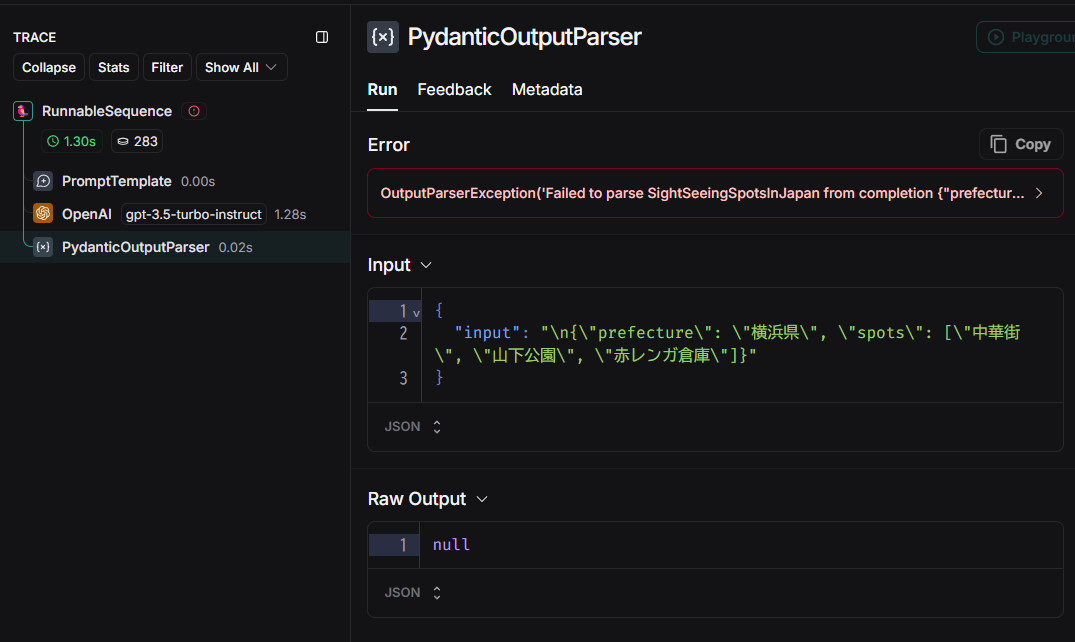 TRACE
Collapse Stats Filter Show All
RunnableSequence
1.30s 283
PromptTemplate 0.00s
OpenAI gpt-3.5-turbo-instruct 1.28s
PydanticOutputParser 0.02s
{×} PydanticOutputParser
Playgroun
Run Feedback Metadata
Error
Copy
OutputParserException('Failed to parse SightSeeingSpotsInJapan from completion {"prefectur...
Input
1 {
2 "input": "\n{\"prefecture\": \"横浜県\", \"spots\": [\"中華街
\", \"山下公園\", \"赤レンガ倉庫\"]}"
3 }
JSON
Raw Output
1 null
JSON